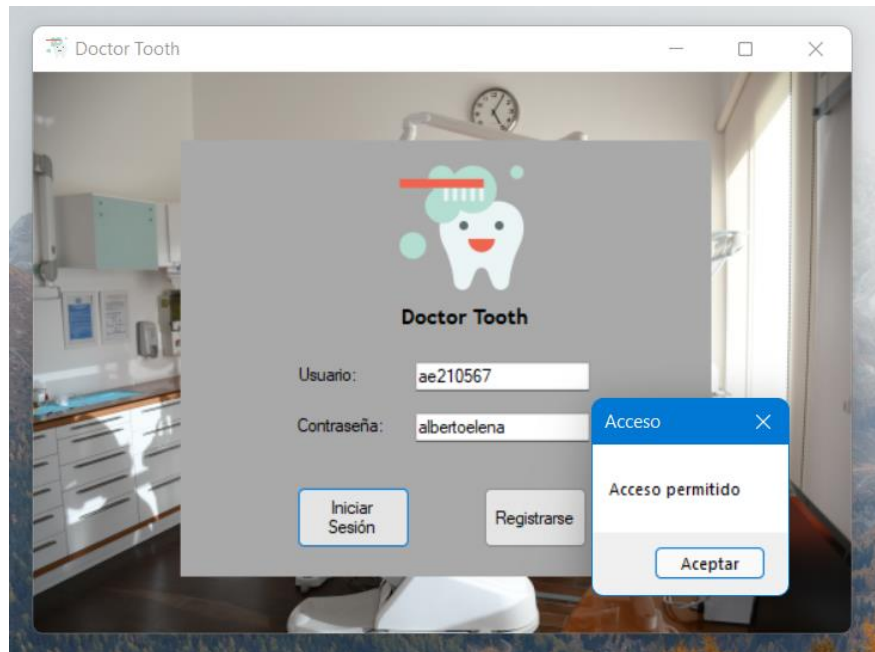 Doctor Tooth
Doctor Tooth
Usuario: ae210567
Contraseña: albertoelena
Acceso
Acceso permitido
Iniciar
Sesión
Registrarse
Aceptar